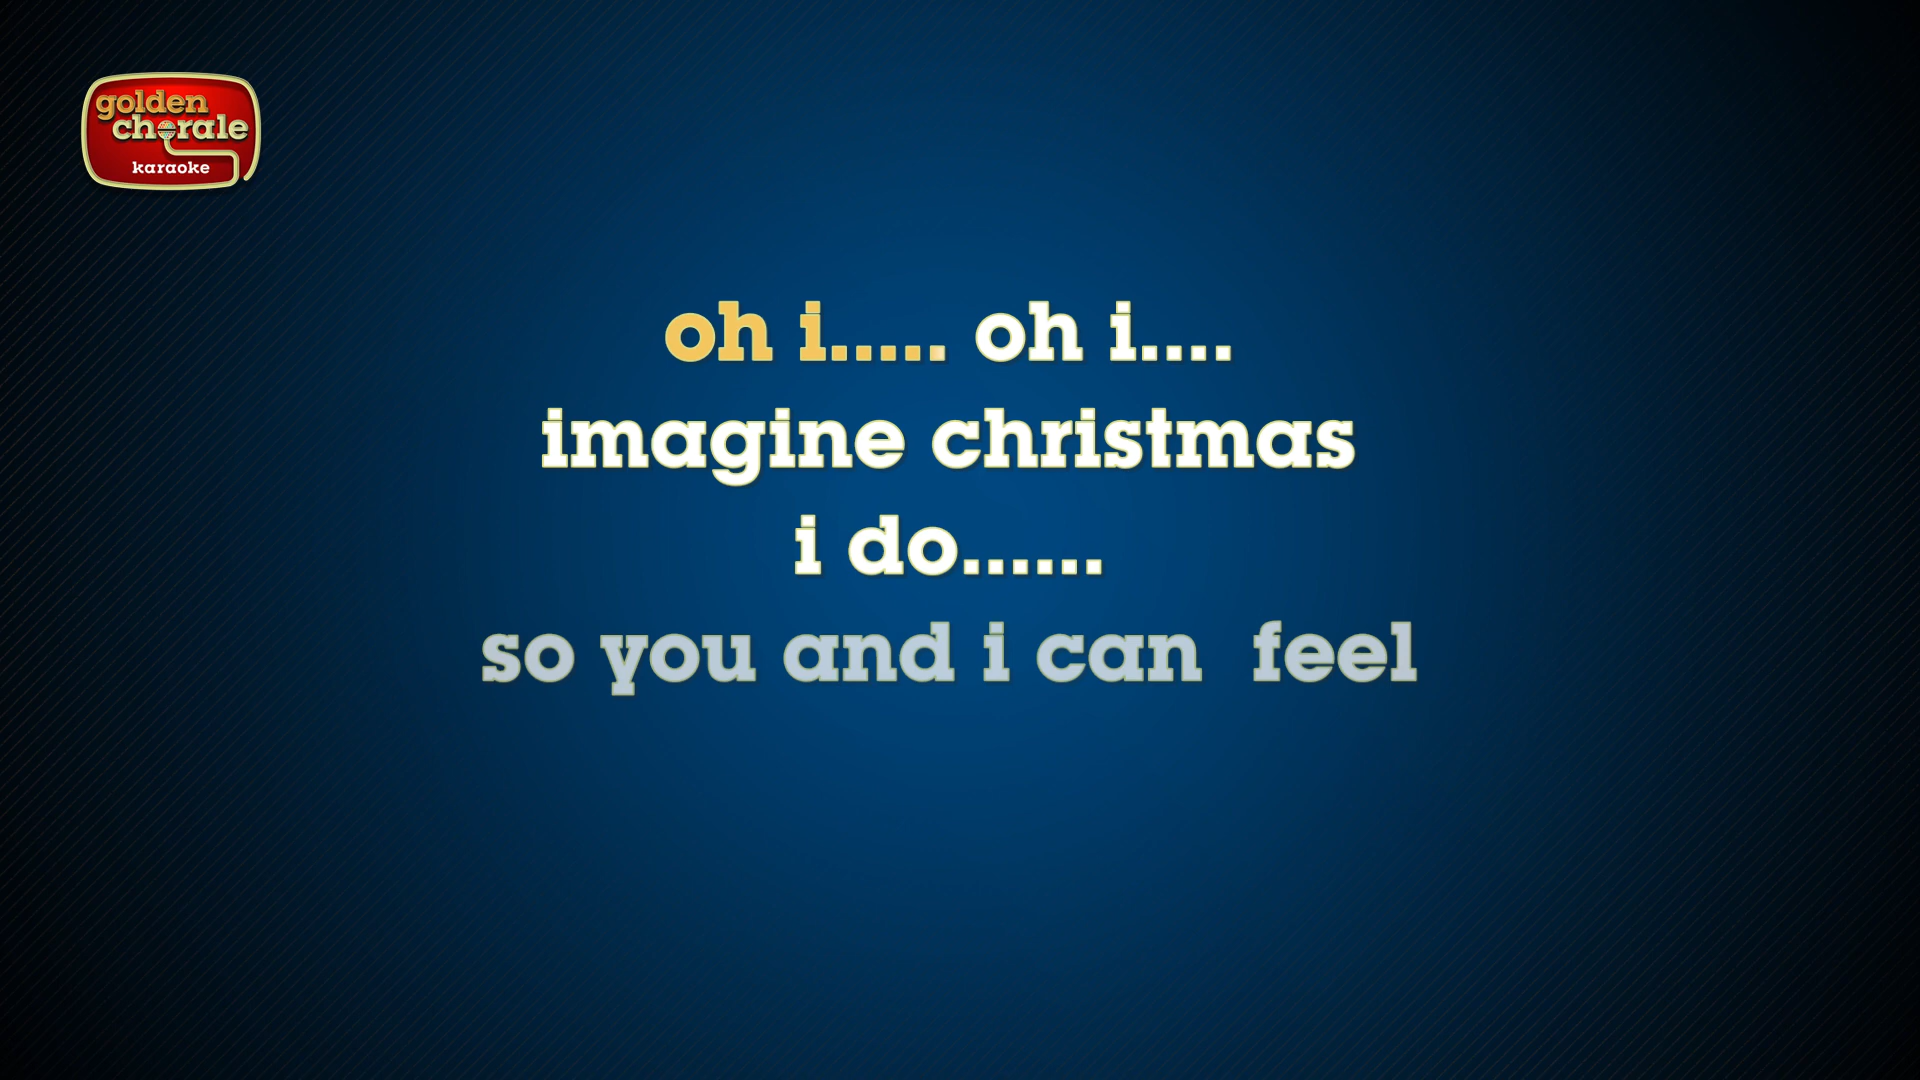 golden
chorale
karaoke
oh i..... oh i....
imagine christmas
i do......
so you and i can  feel